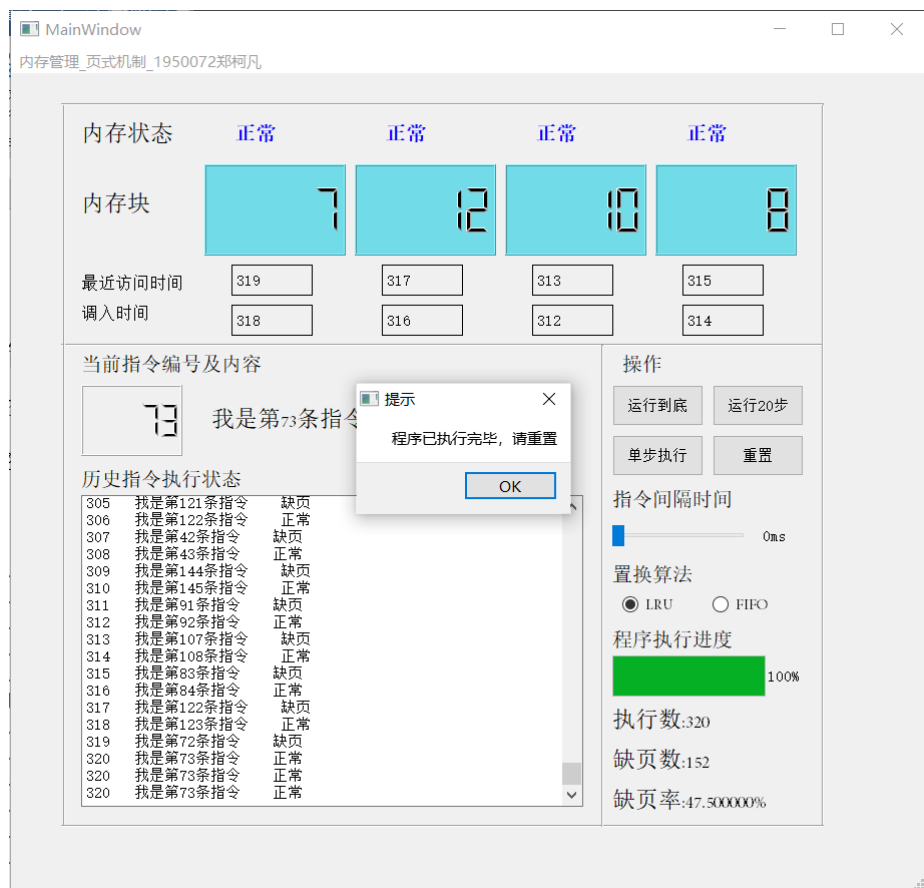 MainWindow
内存管理_页式机制_1950072郑柯凡
内存状态 正常 正常 正常 正常
内存块 7 12 10 8
最近访问时间 319 317 313 315
调入时间 318 316 312 314
当前指令编号及内容
73 我是第73条指令
历史指令执行状态
305 我是第121条指令 缺页
306 我是第122条指令 正常
307 我是第42条指令 缺页
308 我是第43条指令 正常
309 我是第144条指令 缺页
310 我是第145条指令 正常
311 我是第91条指令 缺页
312 我是第92条指令 正常
313 我是第107条指令 缺页
314 我是第108条指令 正常
315 我是第83条指令 缺页
316 我是第84条指令 正常
317 我是第122条指令 缺页
318 我是第123条指令 正常
319 我是第72条指令 缺页
320 我是第73条指令 正常
320 我是第73条指令 正常
320 我是第73条指令 正常
提示
程序已执行完毕，请重置
OK
操作
运行到底 运行20步
单步执行 重置
指令间隔时间
0ms
置换算法
LRU FIFO
程序执行进度
100%
执行数:320
缺页数:152
缺页率:47.500000%